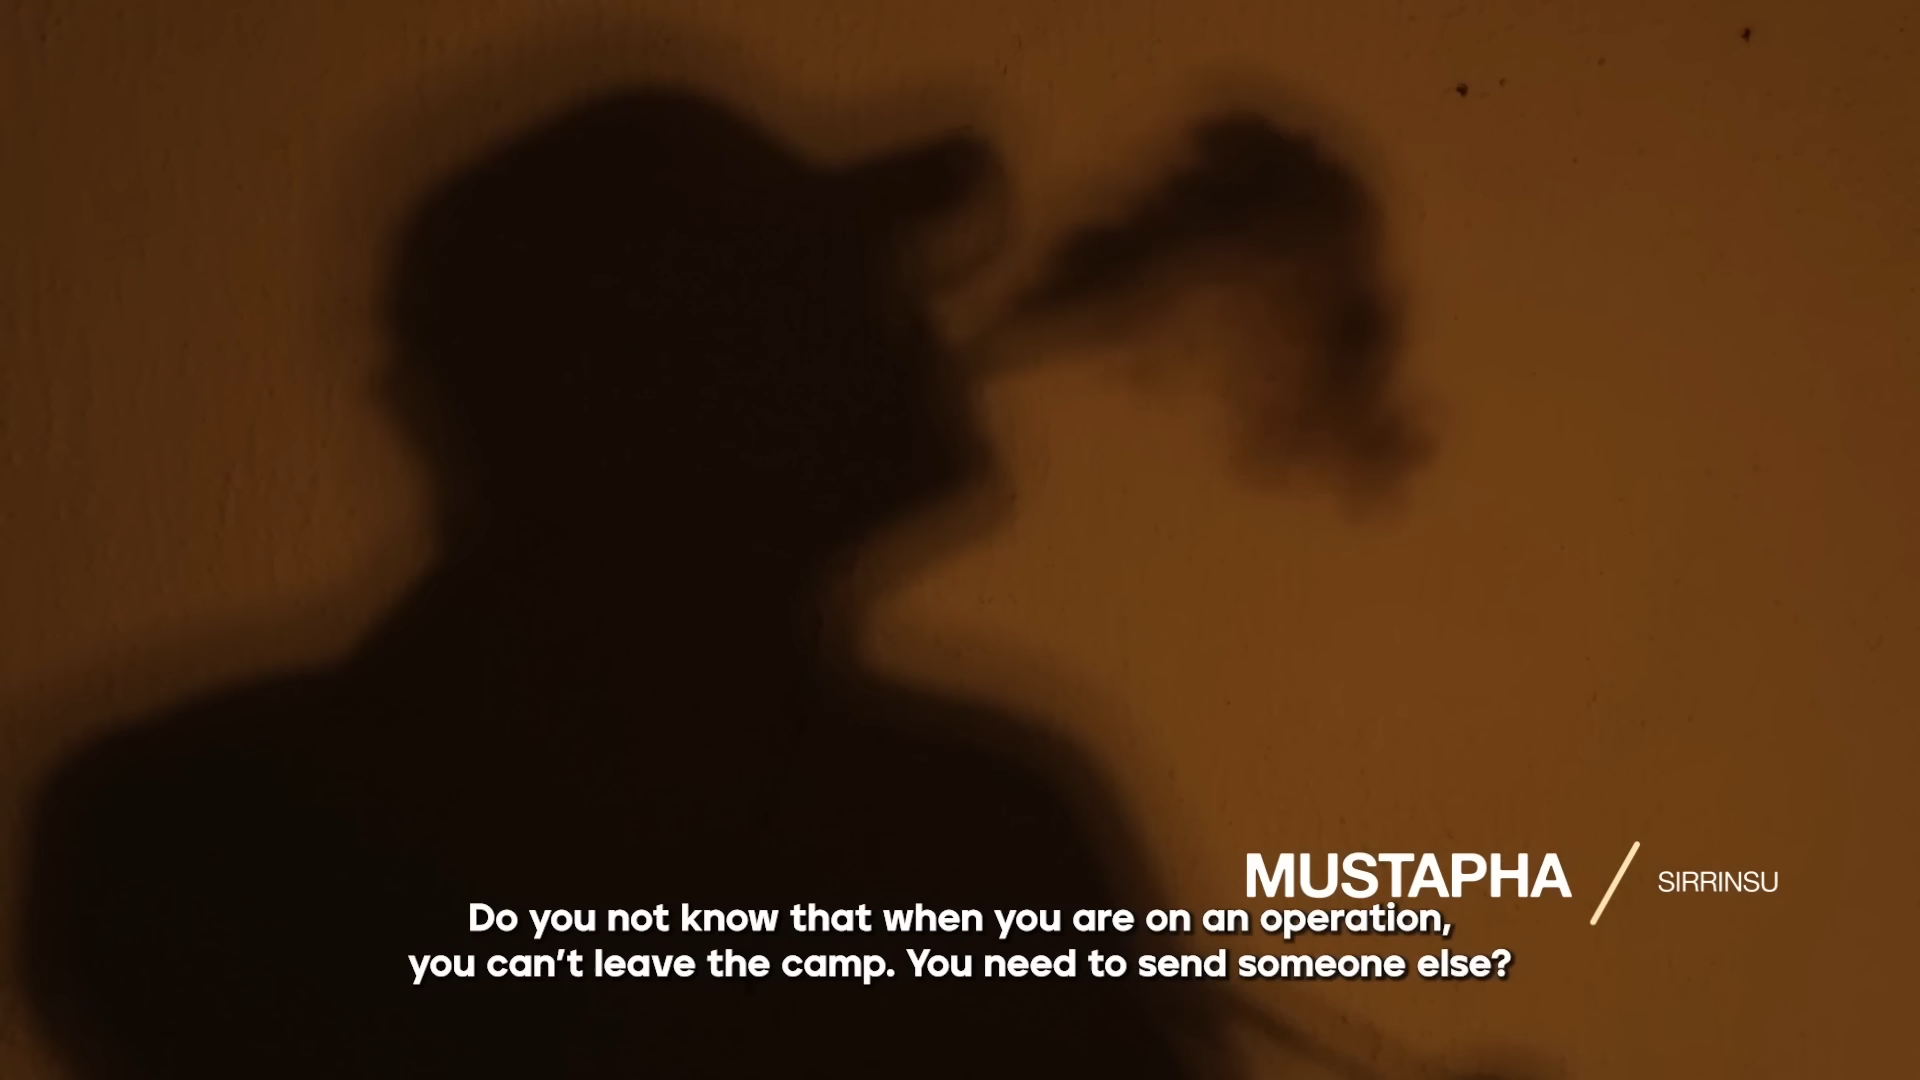 MUSTAPHA / SIRRINSU
Do you not know that when you are on an operation,
you can’t leave the camp. You need to send someone else?